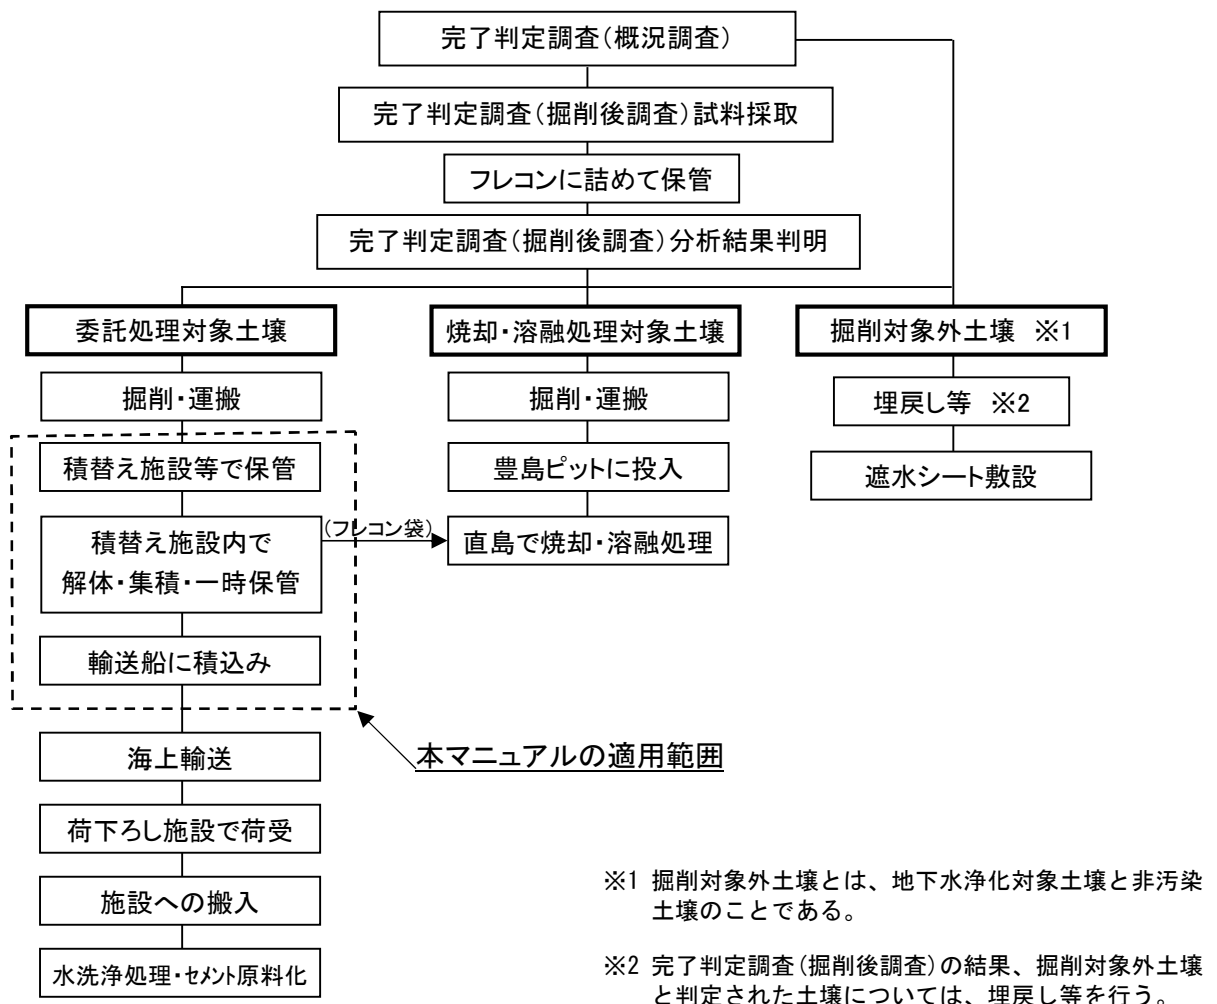 完了判定調査(概況調査)
完了判定調査(掘削後調査)試料採取
フレコンに詰めて保管
完了判定調査(掘削後調査)分析結果判明
委託処理対象土壌
掘削・運搬
積替え施設等で保管
積替え施設内で
解体・集積・一時保管
輸送船に積込み
海上輸送
荷下ろし施設で荷受
施設への搬入
水洗浄処理・セメント原料化
(フレコン袋)
焼却・溶融処理対象土壌
掘削・運搬
豊島ピットに投入
直島で焼却・溶融処理
掘削対象外土壌 ※1
埋戻し等 ※2
遮水シート敷設
本マニュアルの適用範囲
※1 掘削対象外土壌とは、地下水浄化対象土壌と非汚染
土壌のことである。
※2 完了判定調査(掘削後調査)の結果、掘削対象外土壌
と判定された土壌については、埋戻し等を行う。